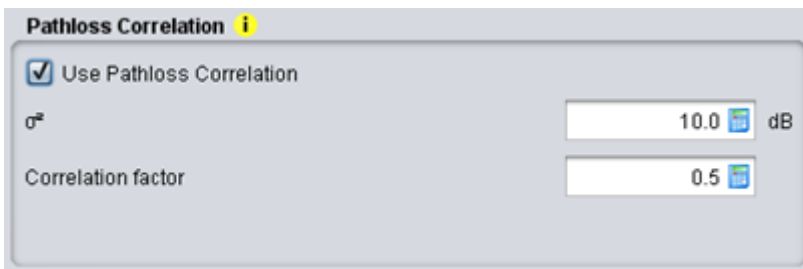 Pathloss Correlation i
Use Pathloss Correlation
σ² 10.0 dB
Correlation factor 0.5